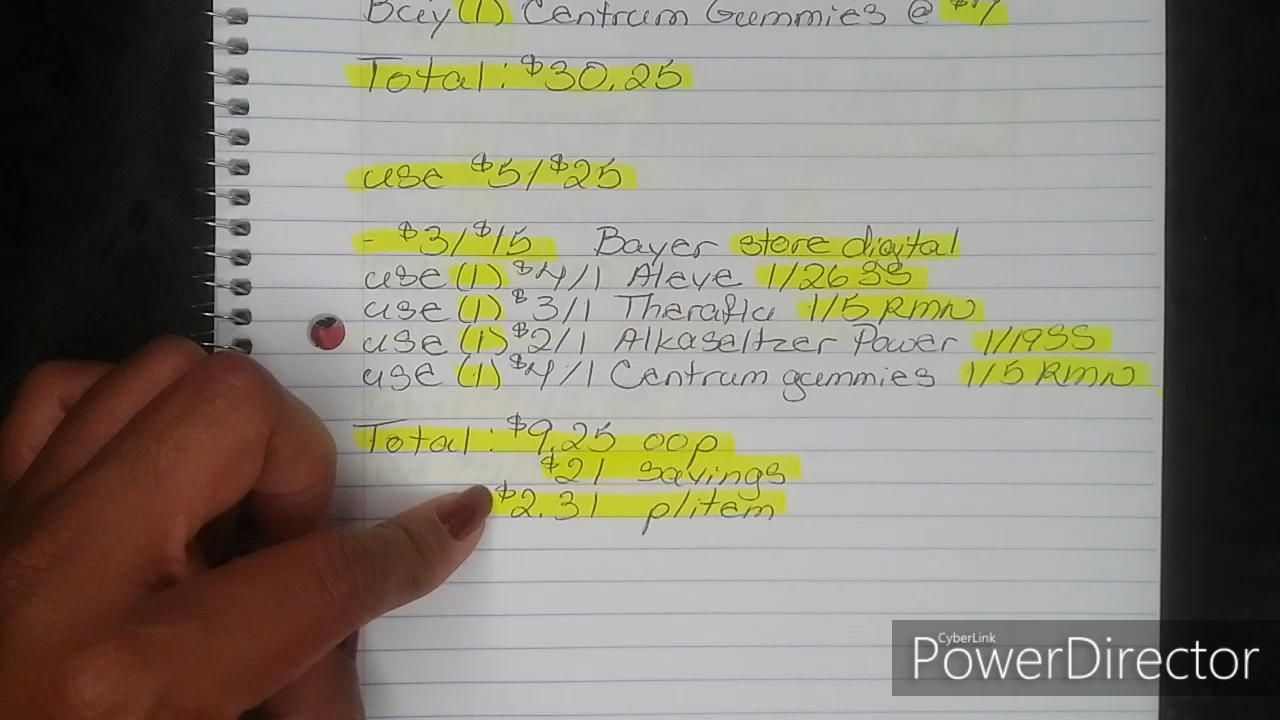 Buy (1) Centrum Gummies @ $7
Total: $30.25
use $5/$25
- $3/$15 Bayer store digital
use (1) $4/1 Aleve 1/26 SS
use (1) $3/1 Theraflu 1/5 RMN
use (1) $2/1 Alkaseltzer Power 1/19SS
use (1) $4/1 Centrum gummies 1/5 RMN
Total: $9.25 oop
$21 savings
$2.31 p/item
CyberLink
PowerDirector